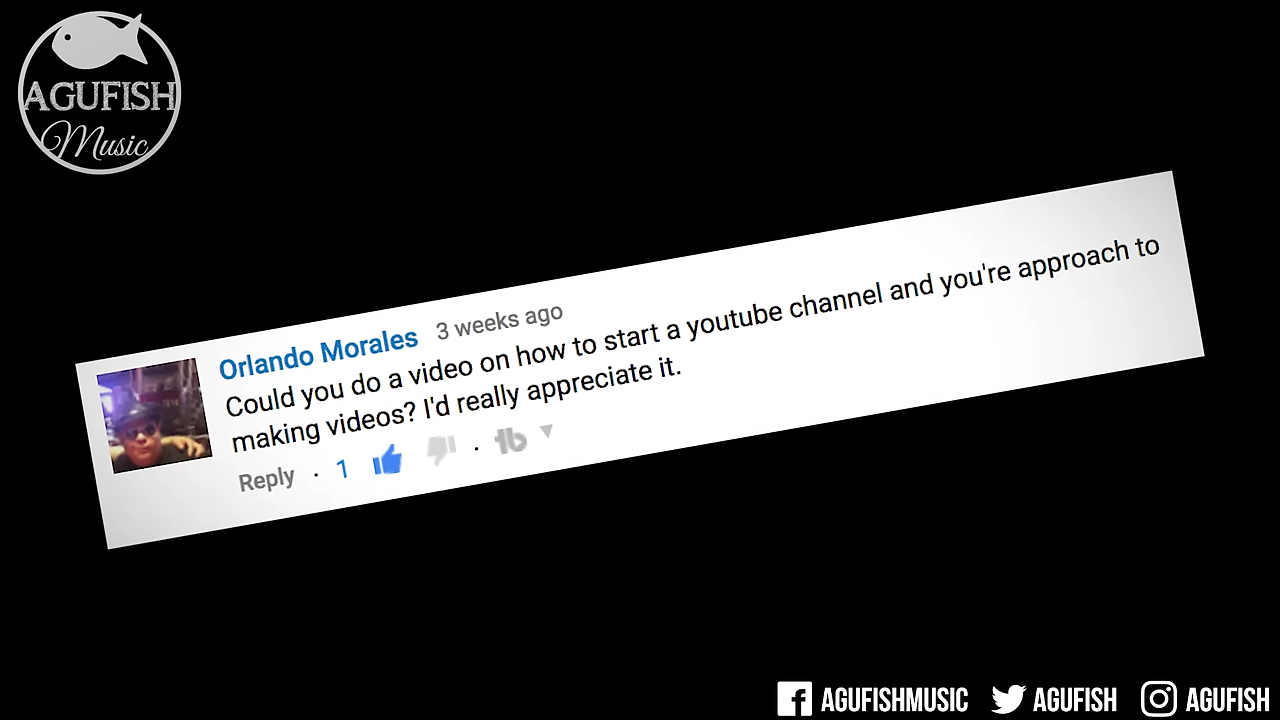 AGUFISH
Music
Orlando Morales 3 weeks ago
Could you do a video on how to start a youtube channel and you're approach to
making videos? I'd really appreciate it.
Reply · 1 ·
AGUFISHMUSIC AGUFISH AGUFISH